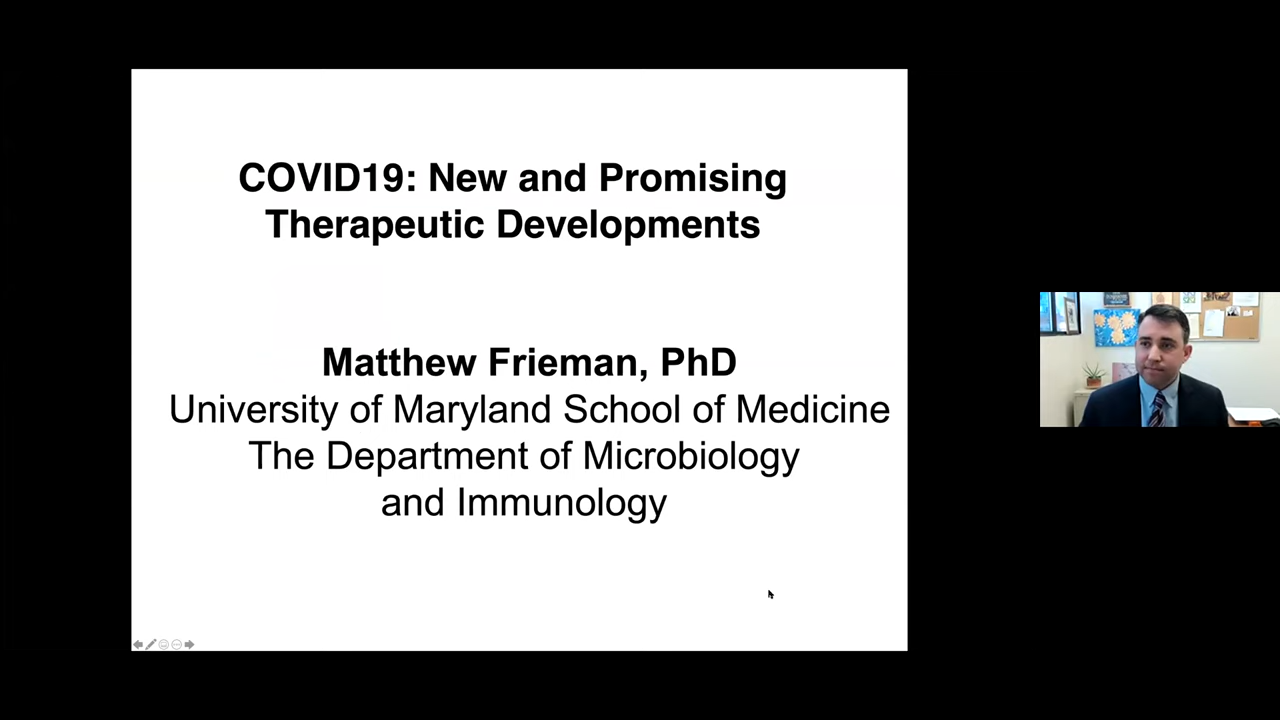 COVID19: New and Promising
Therapeutic Developments
Matthew Frieman, PhD
University of Maryland School of Medicine
The Department of Microbiology
and Immunology